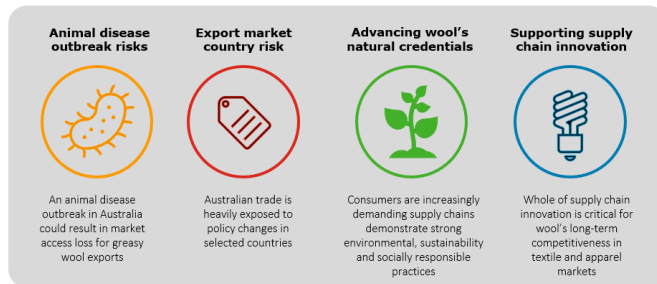 Animal disease
outbreak risks
An animal disease
outbreak in Australia
could result in market
access loss for greasy
wool exports
Export market
country risk
Australian trade is
heavily exposed to
policy changes in
selected countries
Advancing wool's
natural credentials
Consumers are increasingly
demanding supply chains
demonstrate strong
environmental, sustainability
and socially responsible
practices
Supporting supply
chain innovation
Whole of supply chain
innovation is critical for
wool's long-term
competitiveness in
textile and apparel
markets